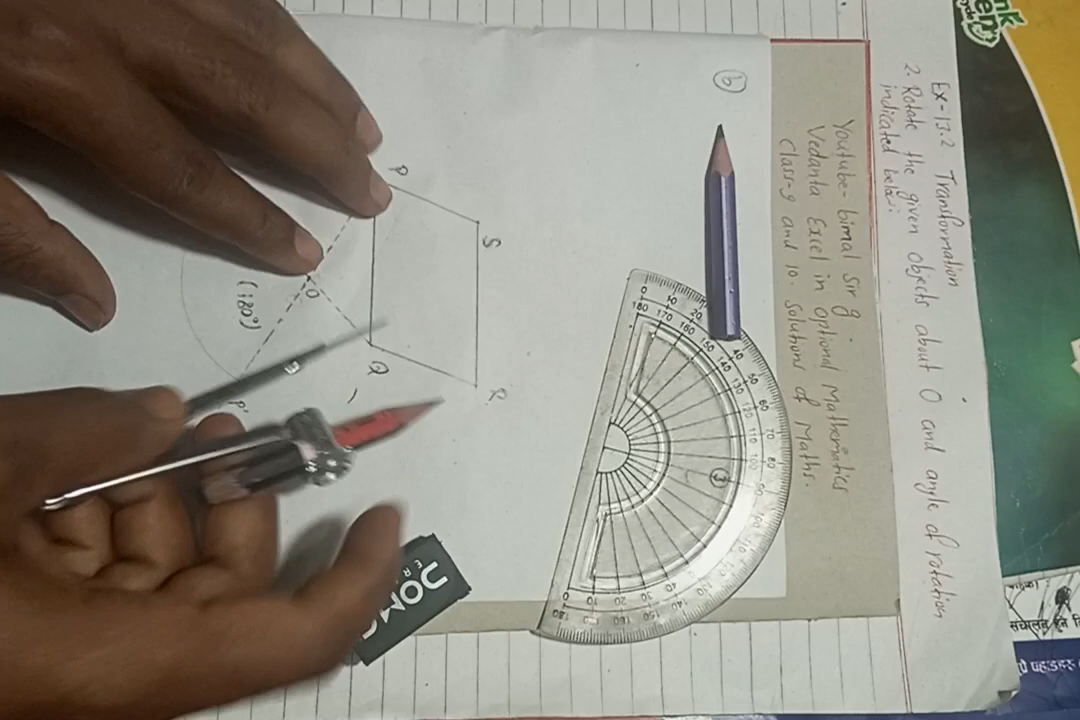 Ex-13.2 Transformation
2. Rotate the given objects about O and angle of rotation
indicated below:
Youtube- bimal Sir g
Vedanta Excel in optional Mathematics
Class-9 and 10. Solutions of Maths.
b
P
S
Q
R
O
(180°)
P'
DOMS